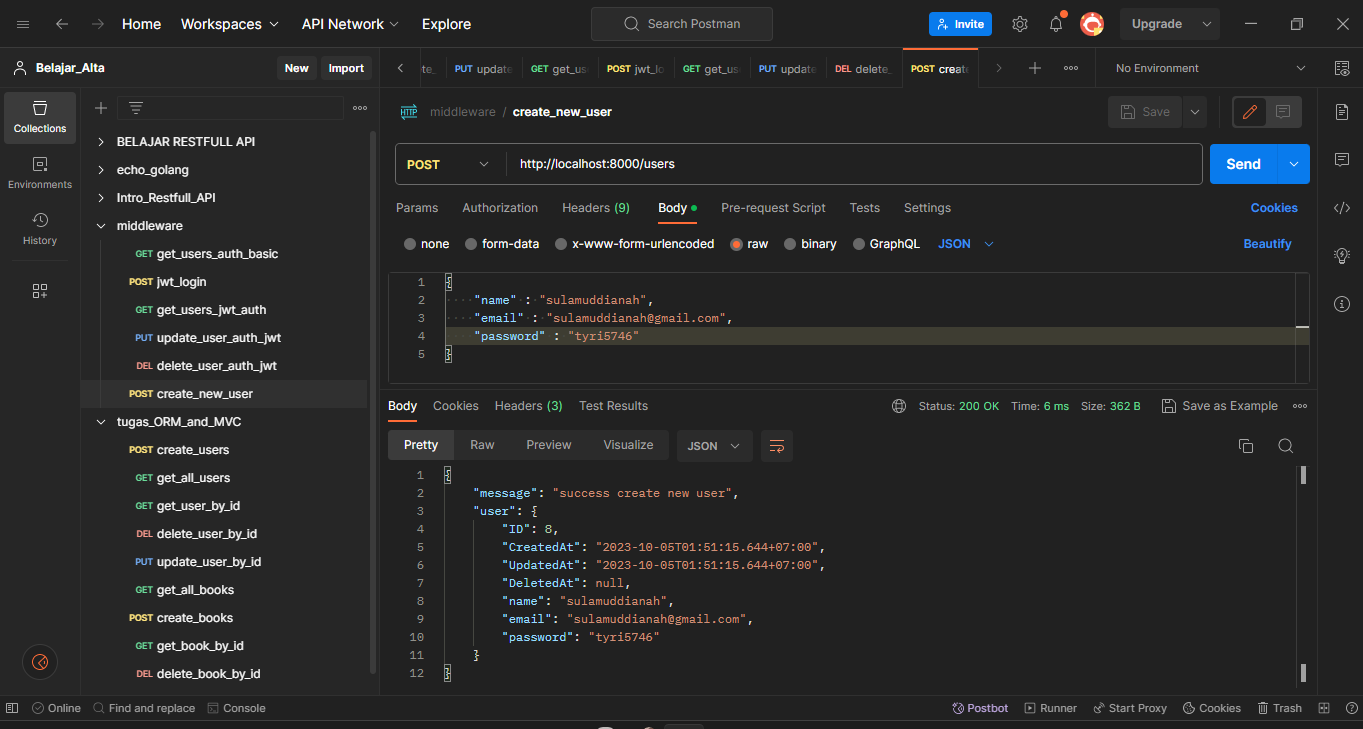 Home Workspaces API Network Explore Search Postman Invite Upgrade
Belajar_Alta New Import
PUT update GET get_us POST jwt_lo GET get_us PUT update DEL delete_ POST creat No Environment
HTTP middleware / create_new_user Save
Collections
Environments
History
BELAJAR RESTFULL API
echo_golang
Intro_Restfull_API
middleware
GET get_users_auth_basic
POST jwt_login
GET get_users_jwt_auth
PUT update_user_auth_jwt
DEL delete_user_auth_jwt
POST create_new_user
tugas_ORM_and_MVC
POST create_users
GET get_all_users
GET get_user_by_id
DEL delete_user_by_id
PUT update_user_by_id
GET get_all_books
POST create_books
GET get_book_by_id
DEL delete_book_by_id
POST http://localhost:8000/users Send
Params Authorization Headers (9) Body Pre-request Script Tests Settings Cookies
none form-data x-www-form-urlencoded raw binary GraphQL JSON Beautify
1 {
2 "name" : "sulamuddianah",
3 "email" : "sulamuddianah@gmail.com",
4 "password" : "tyri5746"
5 }
Body Cookies Headers (3) Test Results Status: 200 OK Time: 6 ms Size: 362 B Save as Example
Pretty Raw Preview Visualize JSON
1 {
2 "message": "success create new user",
3 "user": {
4 "ID": 8,
5 "CreatedAt": "2023-10-05T01:51:15.644+07:00",
6 "UpdatedAt": "2023-10-05T01:51:15.644+07:00",
7 "DeletedAt": null,
8 "name": "sulamuddianah",
9 "email": "sulamuddianah@gmail.com",
10 "password": "tyri5746"
11 }
12 }
Online Find and replace Console Postbot Runner Start Proxy Cookies Trash